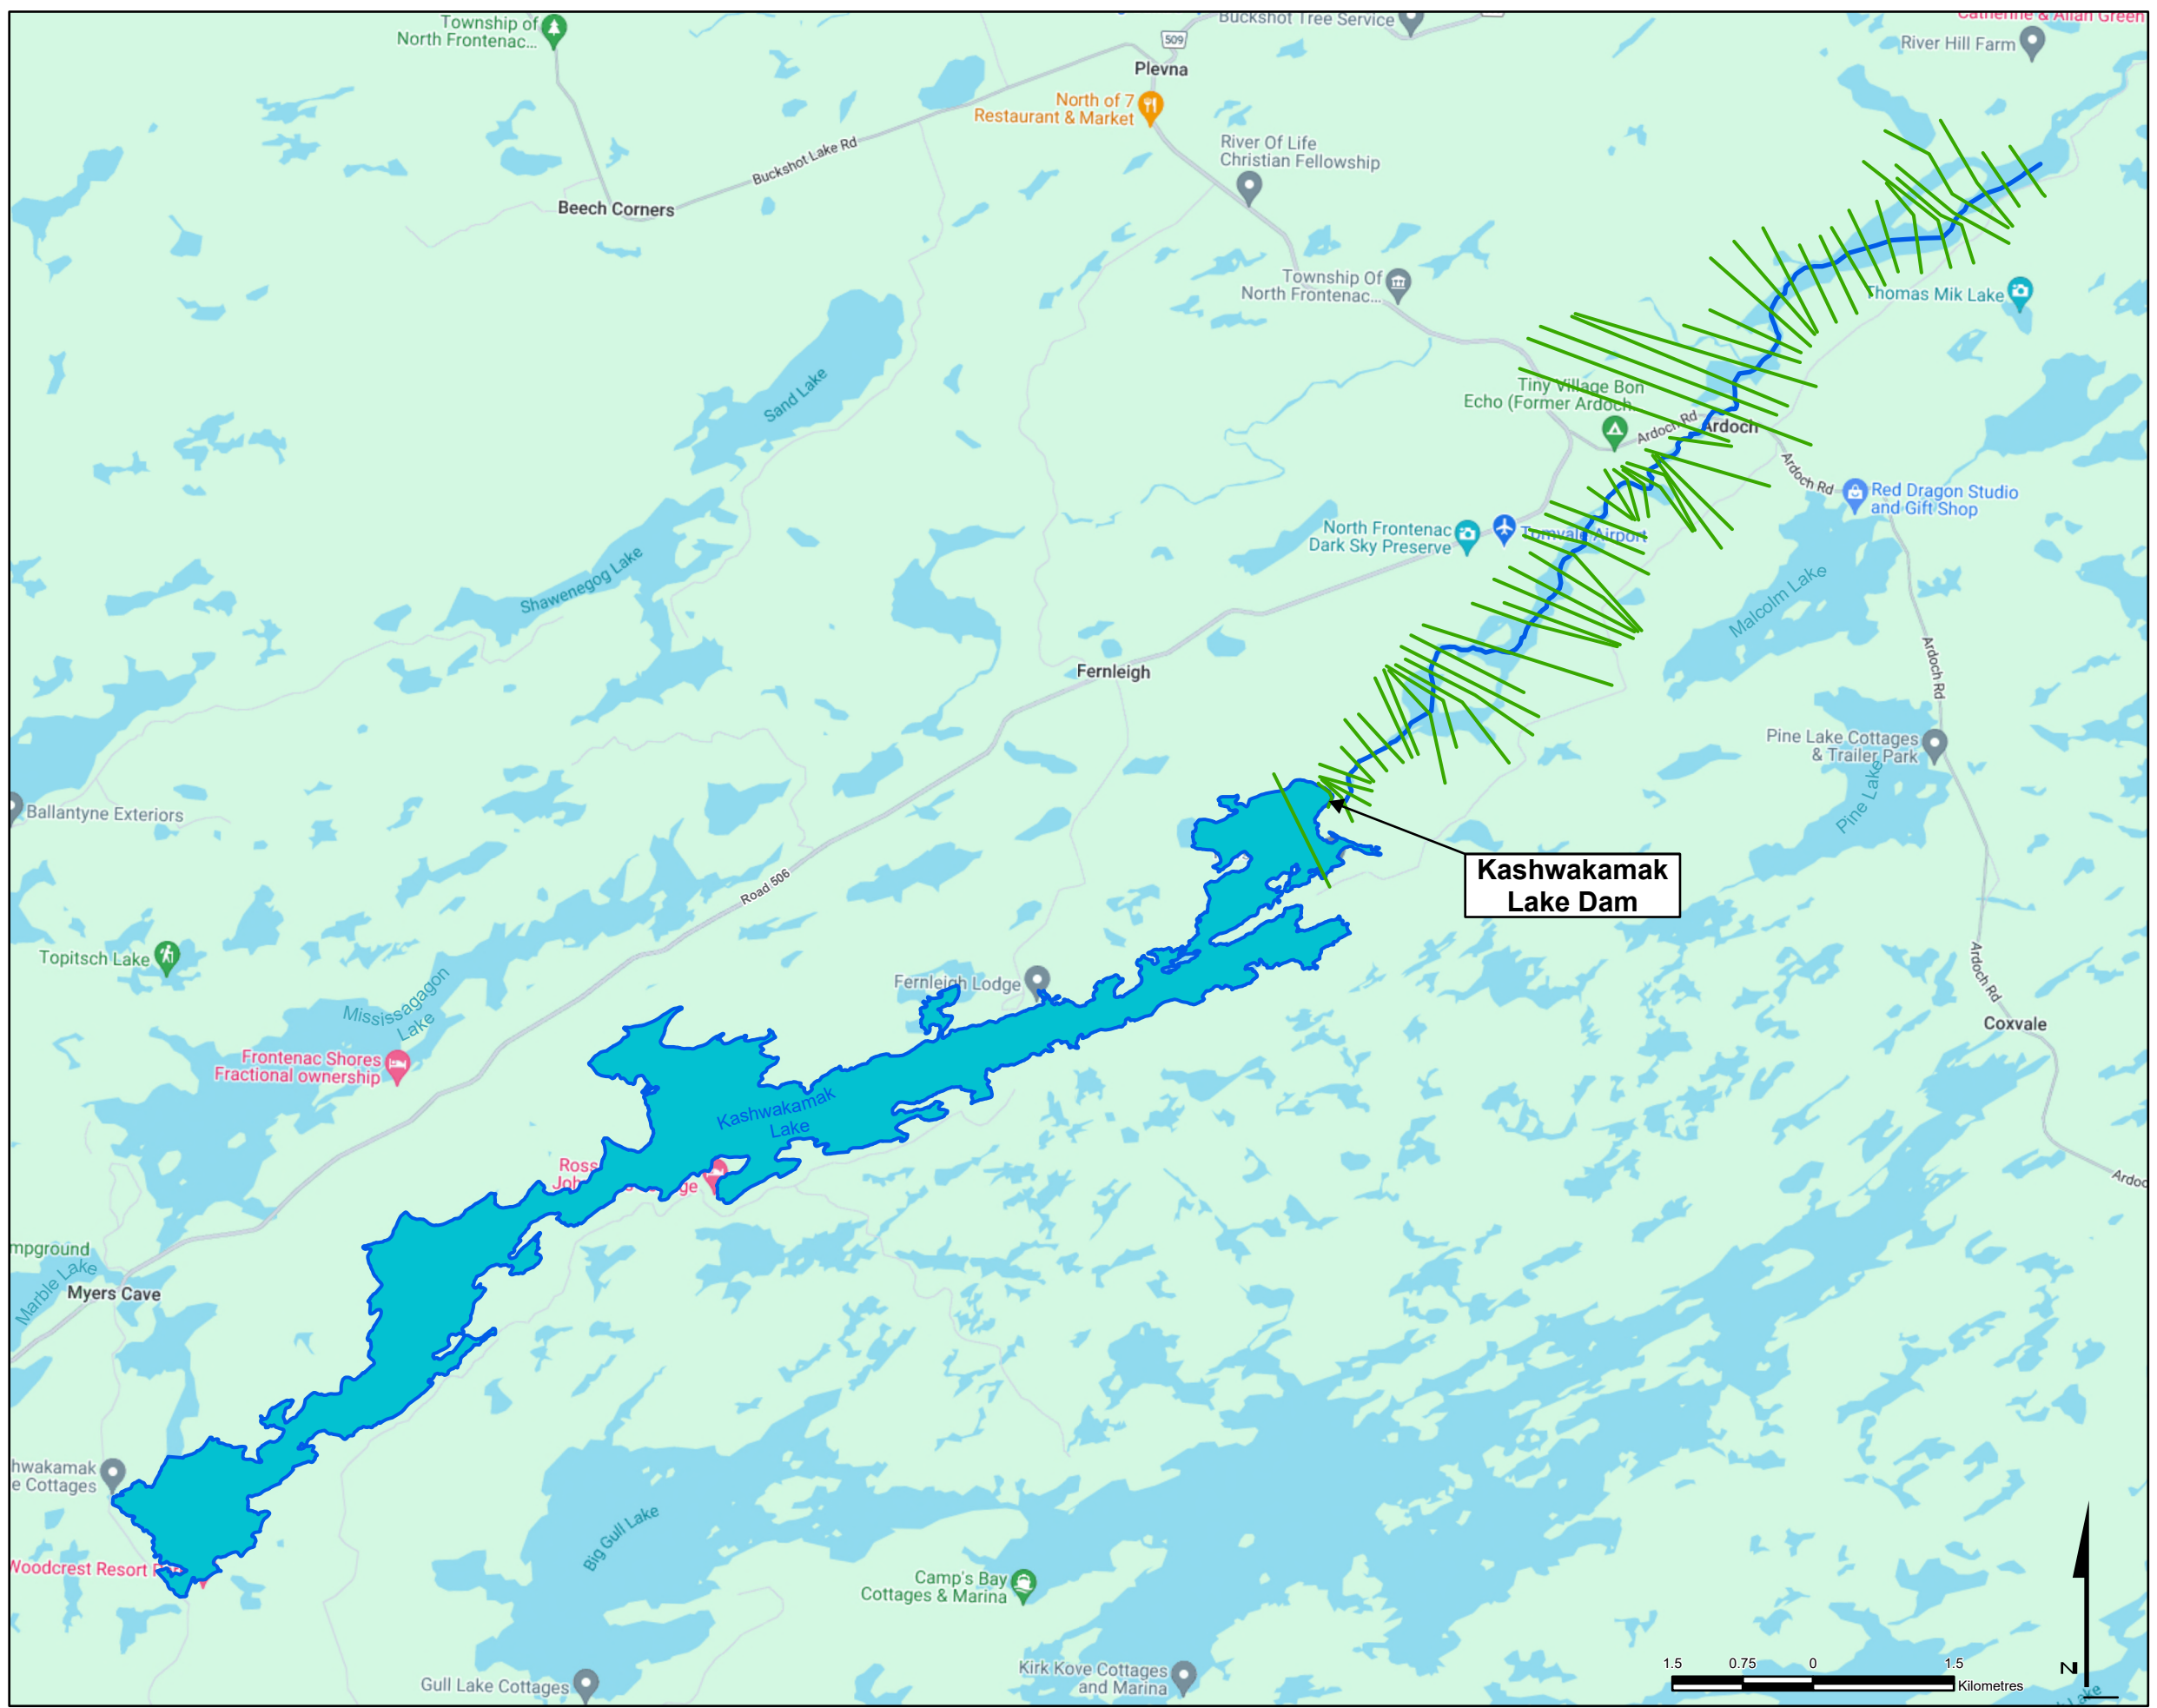 Township of
North Frontenac...
Buckshot Tree Service
Catherine & Allan Green
River Hill Farm
509
Plevna
North of 7
Restaurant & Market
River Of Life
Christian Fellowship
Buckshot Lake Rd
Beech Corners
Township Of
North Frontenac...
Thomas Mik Lake
Sand Lake
Tiny Village Bon
Echo (Former Ardoch
Ardoch Rd
Ardoch
Ardoch Rd
Red Dragon Studio
and Gift Shop
North Frontenac
Dark Sky Preserve
Tomvale Airport
Shawenegog Lake
Malcolm Lake
Ardoch Rd
Fernleigh
Pine Lake Cottages
& Trailer Park
Pine Lake
Ballantyne Exteriors
Kashwakamak
Lake Dam
Road 506
Topitsch Lake
Mississagagon
Lake
Fernleigh Lodge
Ardoch Rd
Coxvale
Frontenac Shores
Fractional ownership
Kashwakamak
Lake
Ross
Joh
ge
Ardoc
mpground
Marble Lake
Myers Cave
hwakamak
e Cottages
Big Gull Lake
Woodcrest Resort P
Camp's Bay
Cottages & Marina
Gull Lake Cottages
Kirk Kove Cottages
and Marina
1.5 0.75 0 1.5
Kilometres
N
Lake